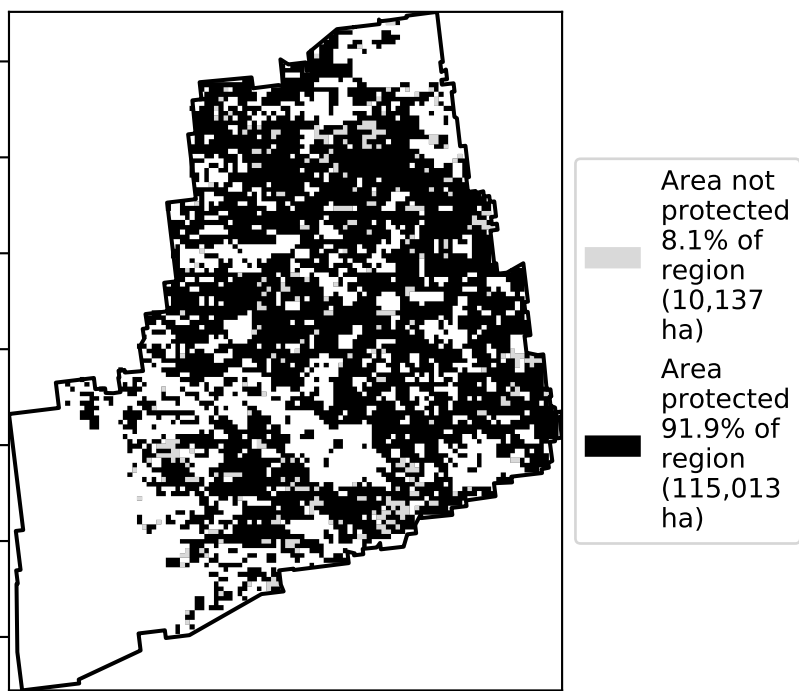 Area not
protected
8.1% of
region
(10,137
ha)
Area
protected
91.9% of
region
(115,013
ha)